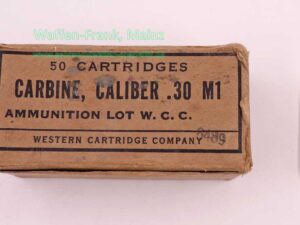 Waffen-Frank, Mainz
50 CARTRIDGES
CARBINE, CALIBER .30 M1
AMMUNITION LOT W. C. C.
WESTERN CARTRIDGE COMPANY